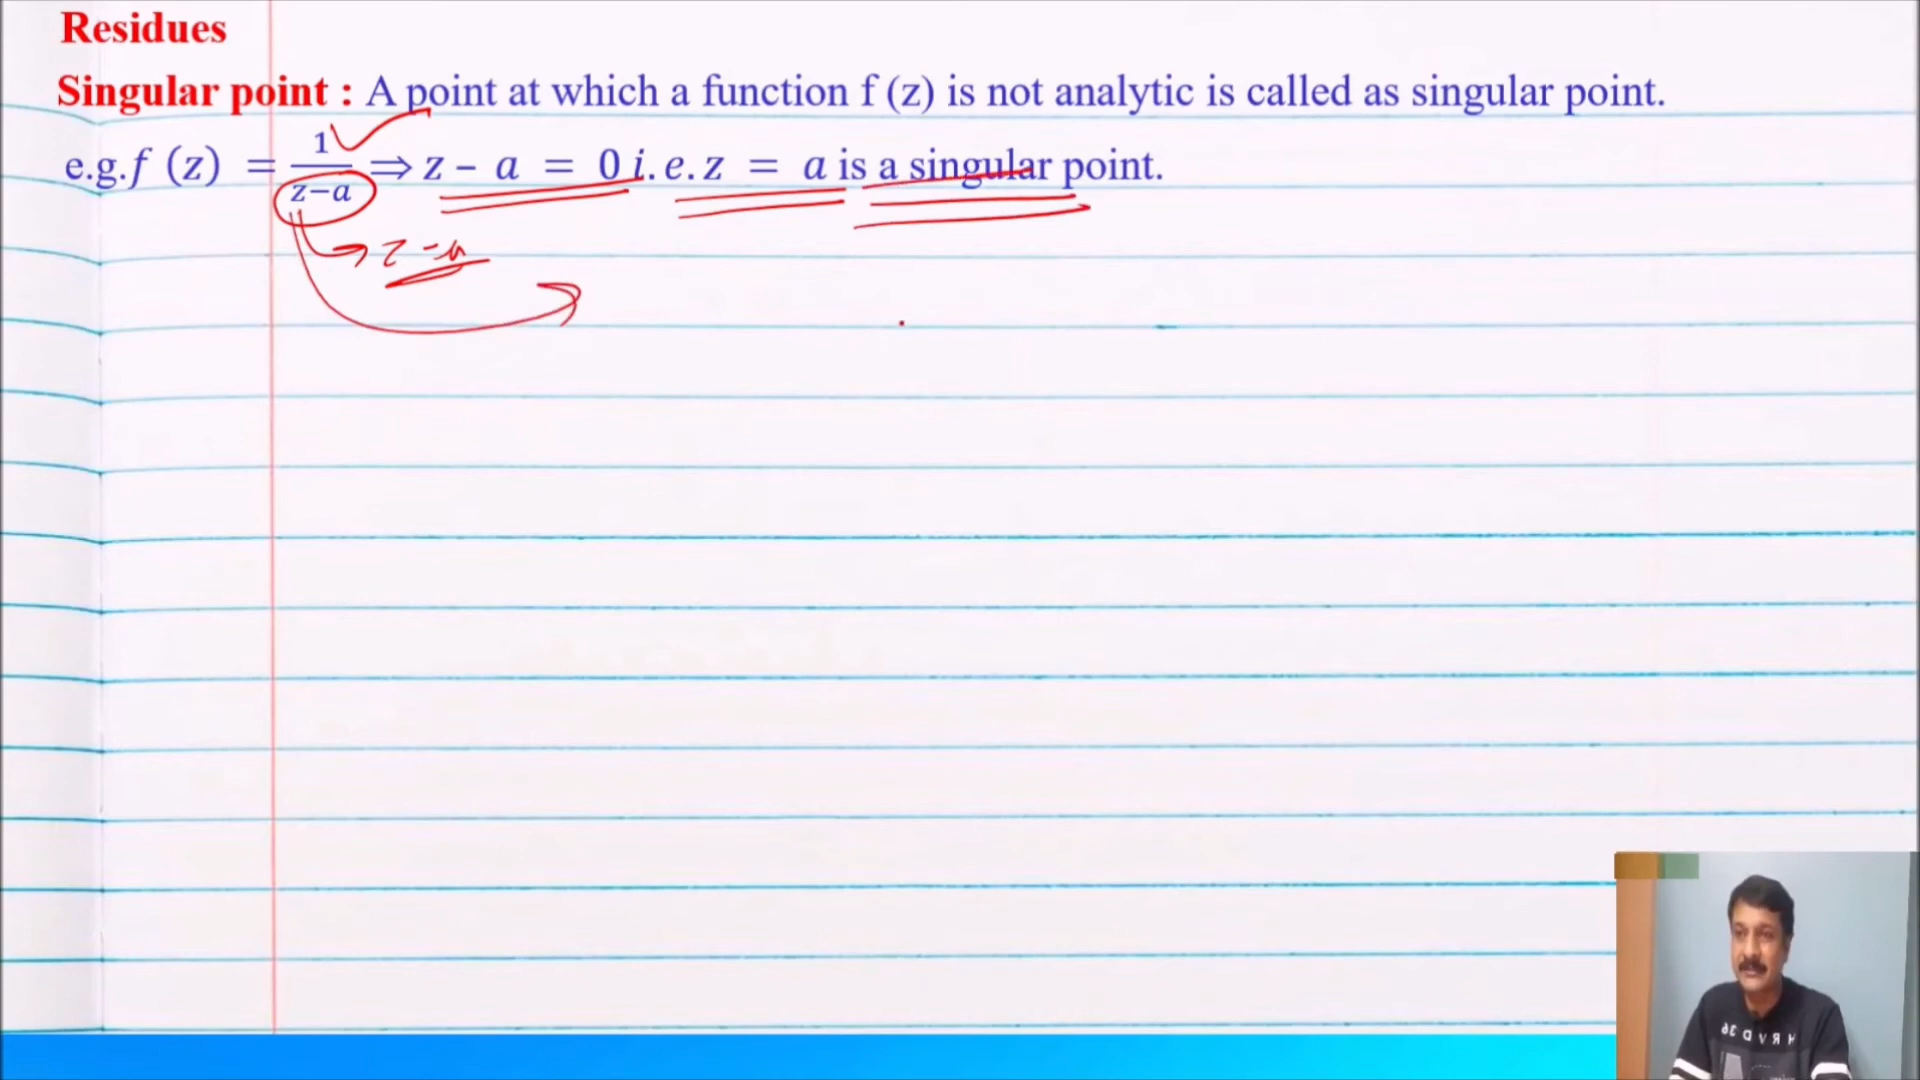 Residues
Singular point : A point at which a function f (z) is not analytic is called as singular point.
e.g.f (z) = 1/z−a ⇒ z − a = 0 i.e.z = a is a singular point.
z - a